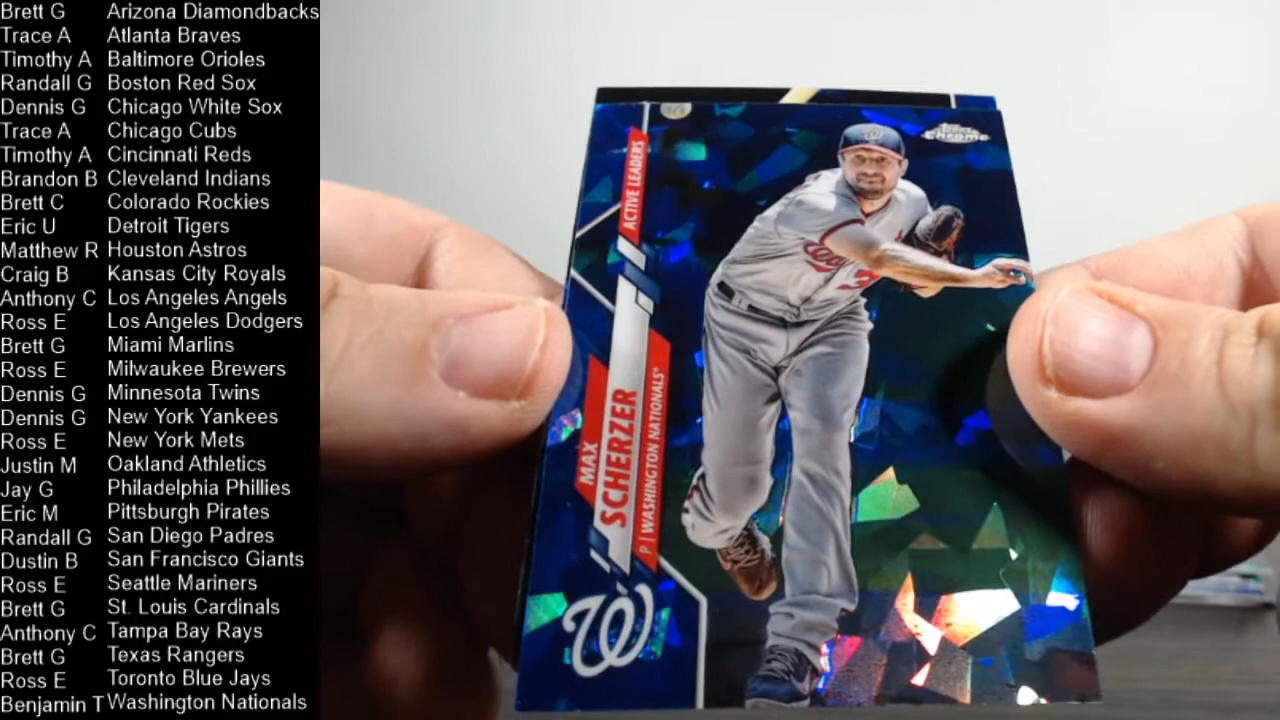 Brett G Arizona Diamondbacks
Trace A Atlanta Braves
Timothy A Baltimore Orioles
Randall G Boston Red Sox
Dennis G Chicago White Sox
Trace A Chicago Cubs
Timothy A Cincinnati Reds
Brandon B Cleveland Indians
Brett C Colorado Rockies
Eric U Detroit Tigers
Matthew R Houston Astros
Craig B Kansas City Royals
Anthony C Los Angeles Angels
Ross E Los Angeles Dodgers
Brett G Miami Marlins
Ross E Milwaukee Brewers
Dennis G Minnesota Twins
Dennis G New York Yankees
Ross E New York Mets
Justin M Oakland Athletics
Jay G Philadelphia Phillies
Eric M Pittsburgh Pirates
Randall G San Diego Padres
Dustin B San Francisco Giants
Ross E Seattle Mariners
Brett G St. Louis Cardinals
Anthony C Tampa Bay Rays
Brett G Texas Rangers
Ross E Toronto Blue Jays
Benjamin T Washington Nationals
Topps
Chrome
ACTIVE LEADERS
MAX
SCHERZER
P | WASHINGTON NATIONALS®
W
W